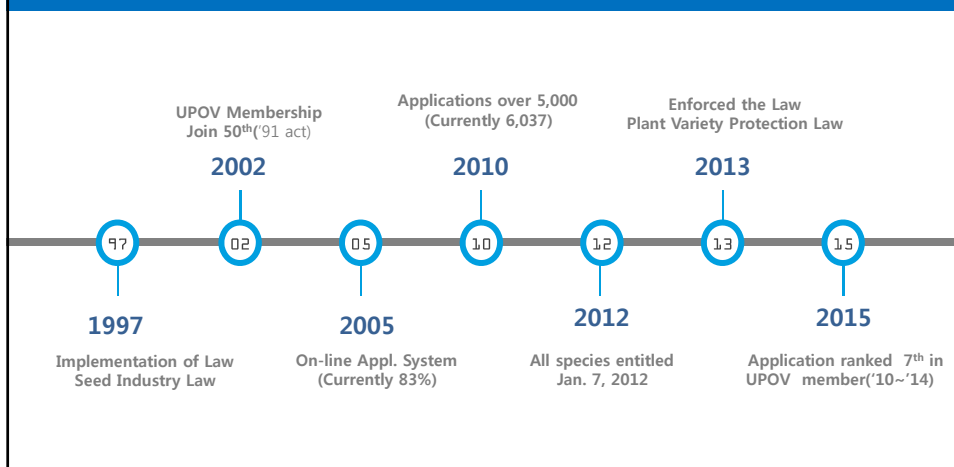 UPOV Membership
Join 50th('91 act)
2002
Applications over 5,000
(Currently 6,037)
2010
Enforced the Law
Plant Variety Protection Law
2013
97
02
05
10
12
13
15
1997
Implementation of Law
Seed Industry Law
2005
On-line Appl. System
(Currently 83%)
2012
All species entitled
Jan. 7, 2012
2015
Application ranked 7th in
UPOV member('10~'14)